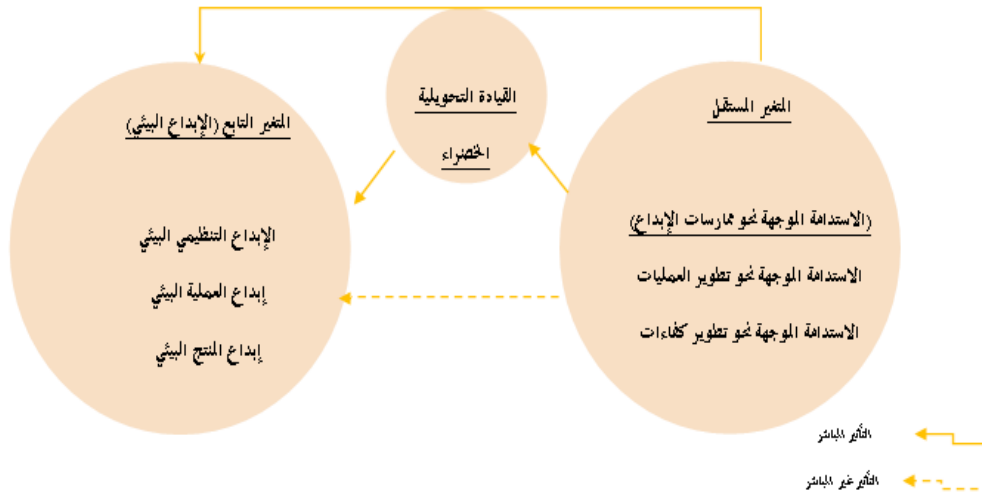 المتغير المستقل
(الاستدامة الموجهة نحو ممارسات الإبداع)
الاستدامة الموجهة نحو تطوير العمليات
الاستدامة الموجهة نحو تطوير كفاءات
القيادة التحويلية
الخضراء
المتغير التابع (الإبداع البيئي)
الإبداع التنظيمي البيئي
إبداع العملية البيئي
إبداع المنتج البيئي
التأثير المباشر
التأثير غير المباشر